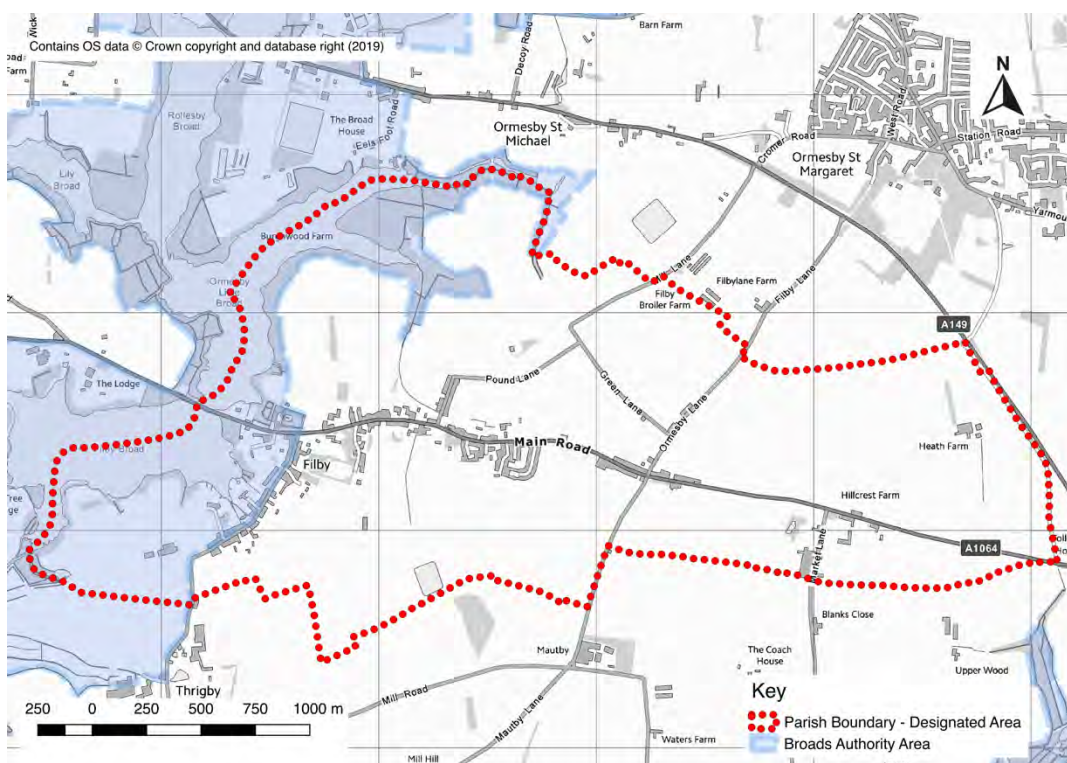 Contains OS data © Crown copyright and database right (2019)
Barn Farm
Decoy Road
Farm
Rollesby
Broad
The Broad
House
Eels Foot Road
Ormesby St
Michael
N
West Road
Cromer Road
Station Road
Ormesby St
Margaret
Lily
Broad
Burghwood Farm
Ormesby
Broad
Lane
Filby
Broiler Farm
Filbylane Farm
Filby Lane
A149
The Lodge
Pound Lane
Green Lane
Ormesby Lane
Main Road
Heath Farm
Broad
Filby
Tree
Hillcrest Farm
A1064
Market Lane
Blanks Close
Mautby
The Coach
House
Upper Wood
Thrigby
Mill Road
Mautby Lane
Waters Farm
Mill Hill
250 0 250 500 750 1000 m
Key
Parish Boundary - Designated Area
Broads Authority Area